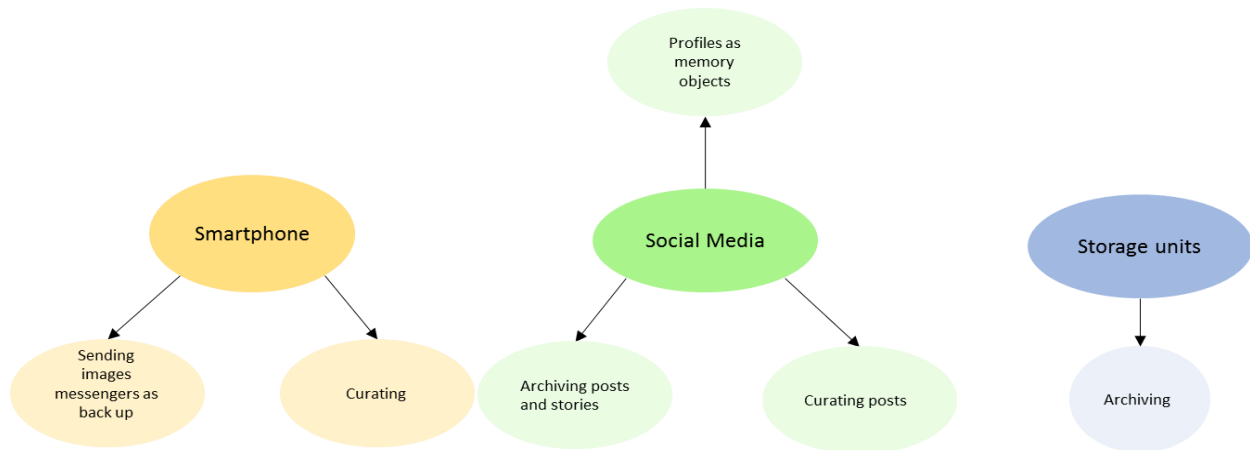 Profiles as
memory
objects
Smartphone
Social Media
Storage units
Sending
images
messengers as
back up
Curating
Archiving posts
and stories
Curating posts
Archiving